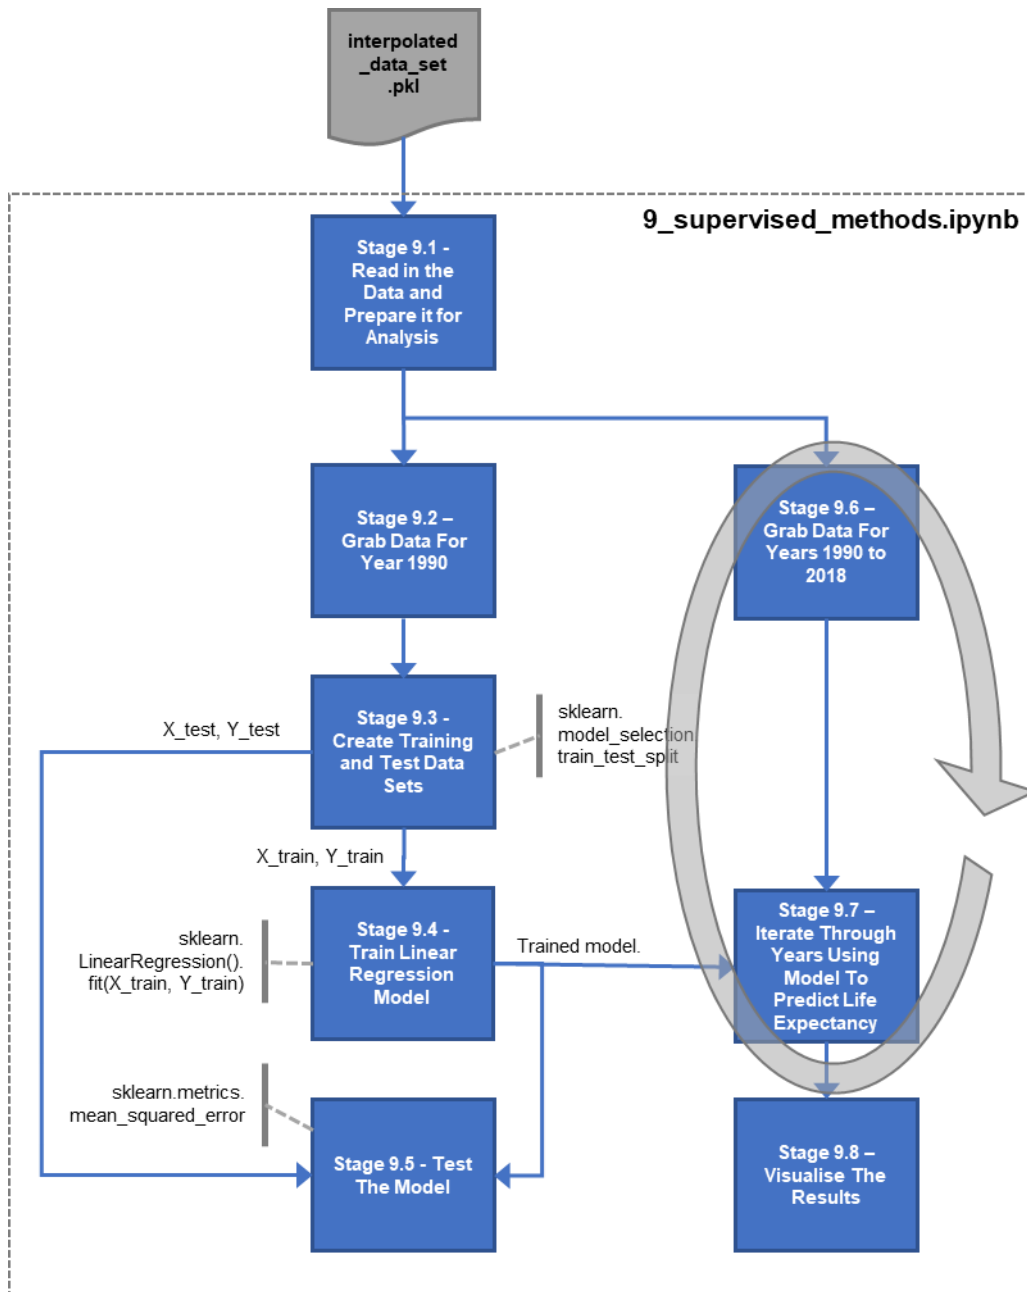 interpolated
_data_set
.pkl
9_supervised_methods.ipynb
Stage 9.1 -
Read in the
Data and
Prepare it for
Analysis
Stage 9.2 –
Grab Data For
Year 1990
Stage 9.6 –
Grab Data For
Years 1990 to
2018
X_test, Y_test
Stage 9.3 -
Create Training
and Test Data
Sets
sklearn.
model_selection
train_test_split
X_train, Y_train
sklearn.
LinearRegression().
fit(X_train, Y_train)
Stage 9.4 -
Train Linear
Regression
Model
Trained model.
Stage 9.7 –
Iterate Through
Years Using
Model To
Predict Life
Expectancy
sklearn.metrics.
mean_squared_error
Stage 9.5 - Test
The Model
Stage 9.8 –
Visualise The
Results